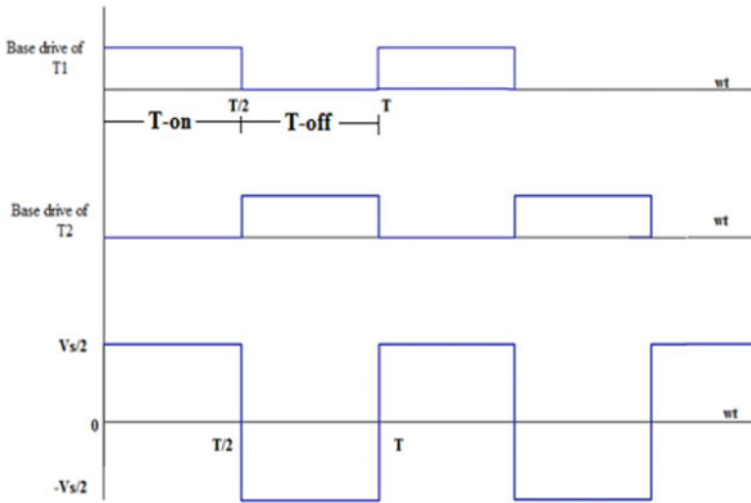 Base drive of
T1
wt
T/2
T
T-on
T-off
Base drive of
T2
wt
Vs/2
0
wt
T/2
T
-Vs/2